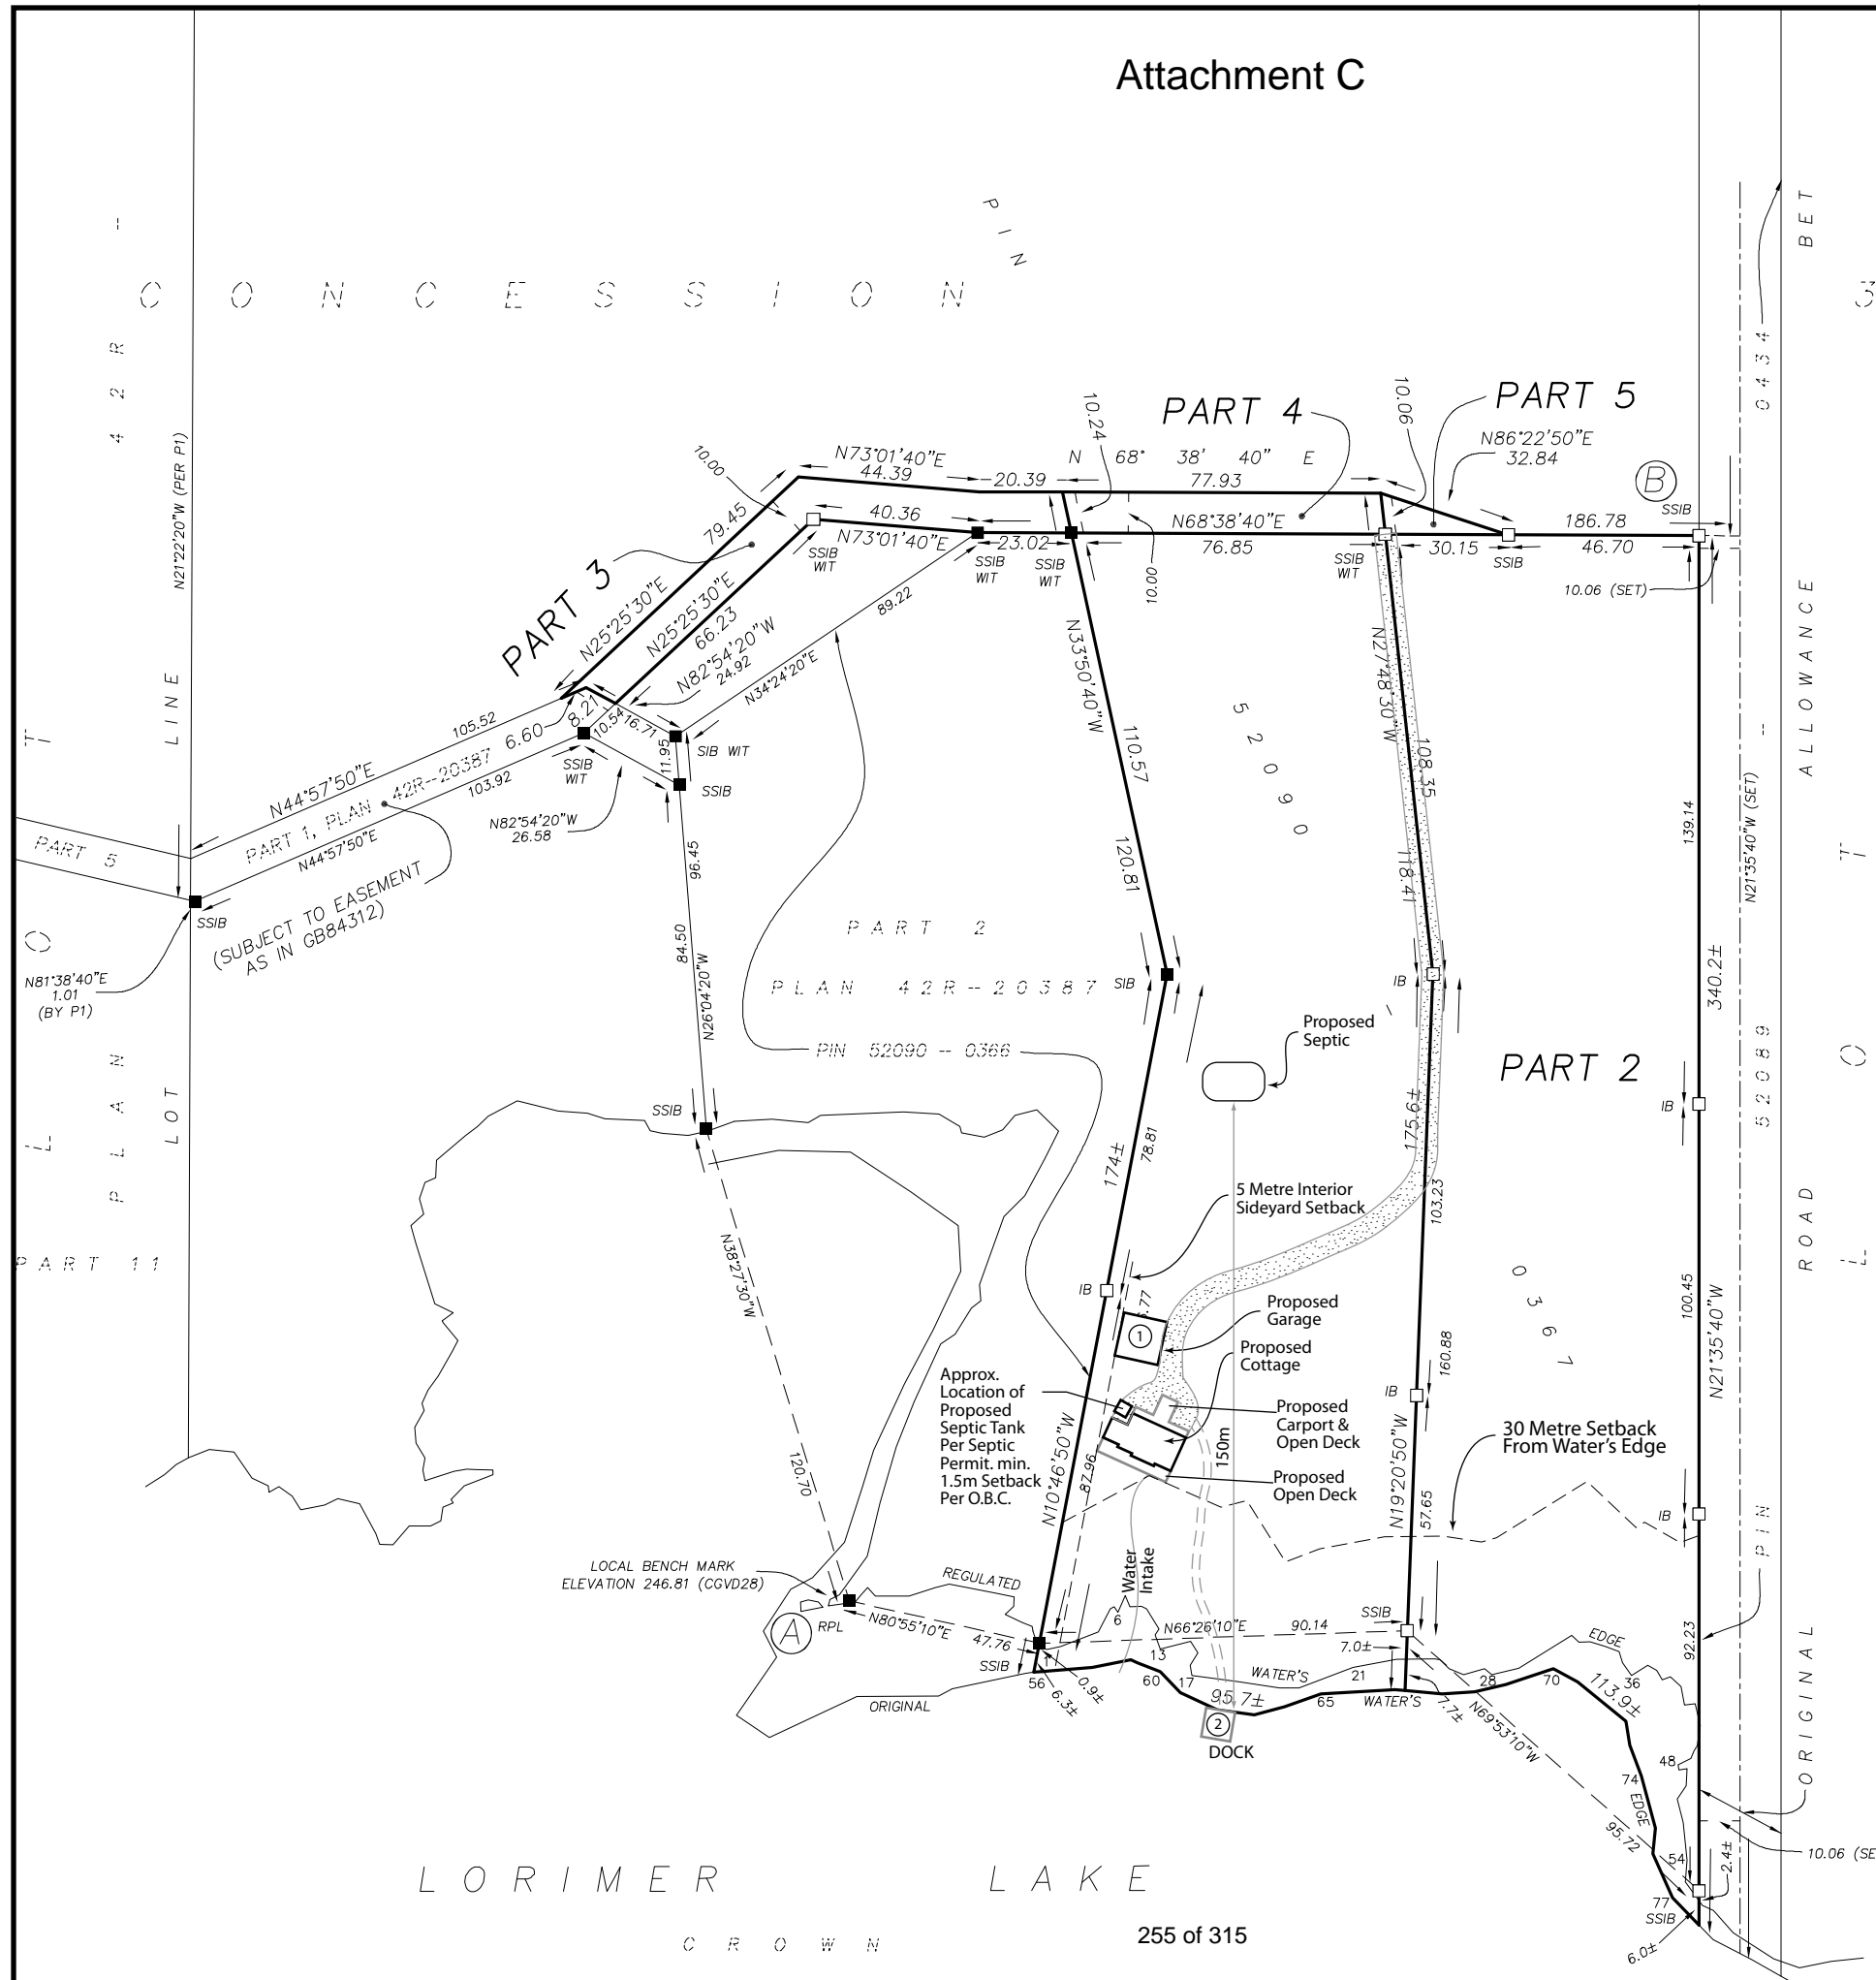 Attachment C
PIN
4 2 R -
C O N C E S S I O N
3
BET
0434
N21°22'20"W (PER P1)
LINE
LOT
PART 3
PART 4
PART 5
N86°22'50"E
32.84
B
10.00
N73°01'40"E
44.39
20.39
10.24
N 68° 38' 40" E
77.93
10.06
186.78
SSIB
79.45
40.36
N73°01'40"E
23.02
N68°38'40"E
76.85
30.15
46.70
SSIB
WIT
SSIB
WIT
SSIB
WIT
10.00
SSIB
WIT
SSIB
10.06 (SET)
N25°25'30"E
N25°25'30"E
66.23
N82°54'20"W
24.92
89.22
N34°24'20"E
N33°50'40"W
110.57
120.81
N27°48'30"W
108.35
118.41
52090
139.14
N21°35'40"W (SET)
ALLOWANCE
105.52
N44°57'50"E
6.60
8.21
10.54
16.71
11.95
SIB WIT
SSIB
WIT
SSIB
PART 1, PLAN 42R-20387
103.92
N44°57'50"E
N82°54'20"W
26.58
PART 5
(SUBJECT TO EASEMENT
AS IN GB84312)
SSIB
N81°38'40"E
1.01
(BY P1)
96.45
84.50
N26°04'20"W
PART 2
PLAN 42R--20387
PIN 52090 -- 0366
SIB
IB
340.2±
--
LOT
PLAN
LOT
PART 11
Proposed
Septic
PART 2
SSIB
IB
52089
174±
78.81
175.6±
103.23
5 Metre Interior
Sideyard Setback
N38°27'30"W
120.70
IB
Proposed
Garage
1
Proposed
Cottage
0367
160.88
100.45
N21°35'40"W
ROAD
Approx.
Location of
Proposed
Septic Tank
Per Septic
Permit. min.
1.5m Setback
Per O.B.C.
Proposed
Carport &
Open Deck
Proposed
Open Deck
150m
IB
30 Metre Setback
From Water's Edge
N10°46'50"W
87.96
N19°20'50"W
57.65
IB
PIN
LOCAL BENCH MARK
ELEVATION 246.81 (CGVD28)
REGULATED
Water
Intake
A
RPL
N80°55'10"E
47.76
6
N66°26'10"E
90.14
SSIB
7.0±
EDGE
92.23
SSIB
1
0.9±
6.3±
56
13
60
17
WATER'S
21
28
70
36
113.9±
95.7±
65
WATER'S
7.7±
N69°53'10"W
ORIGINAL
2
DOCK
48
74
EDGE
95.72
54
2.4±
77
SSIB
6.0±
10.06 (SE
ORIGINAL
LORIMER LAKE
CROWN
255 of 315